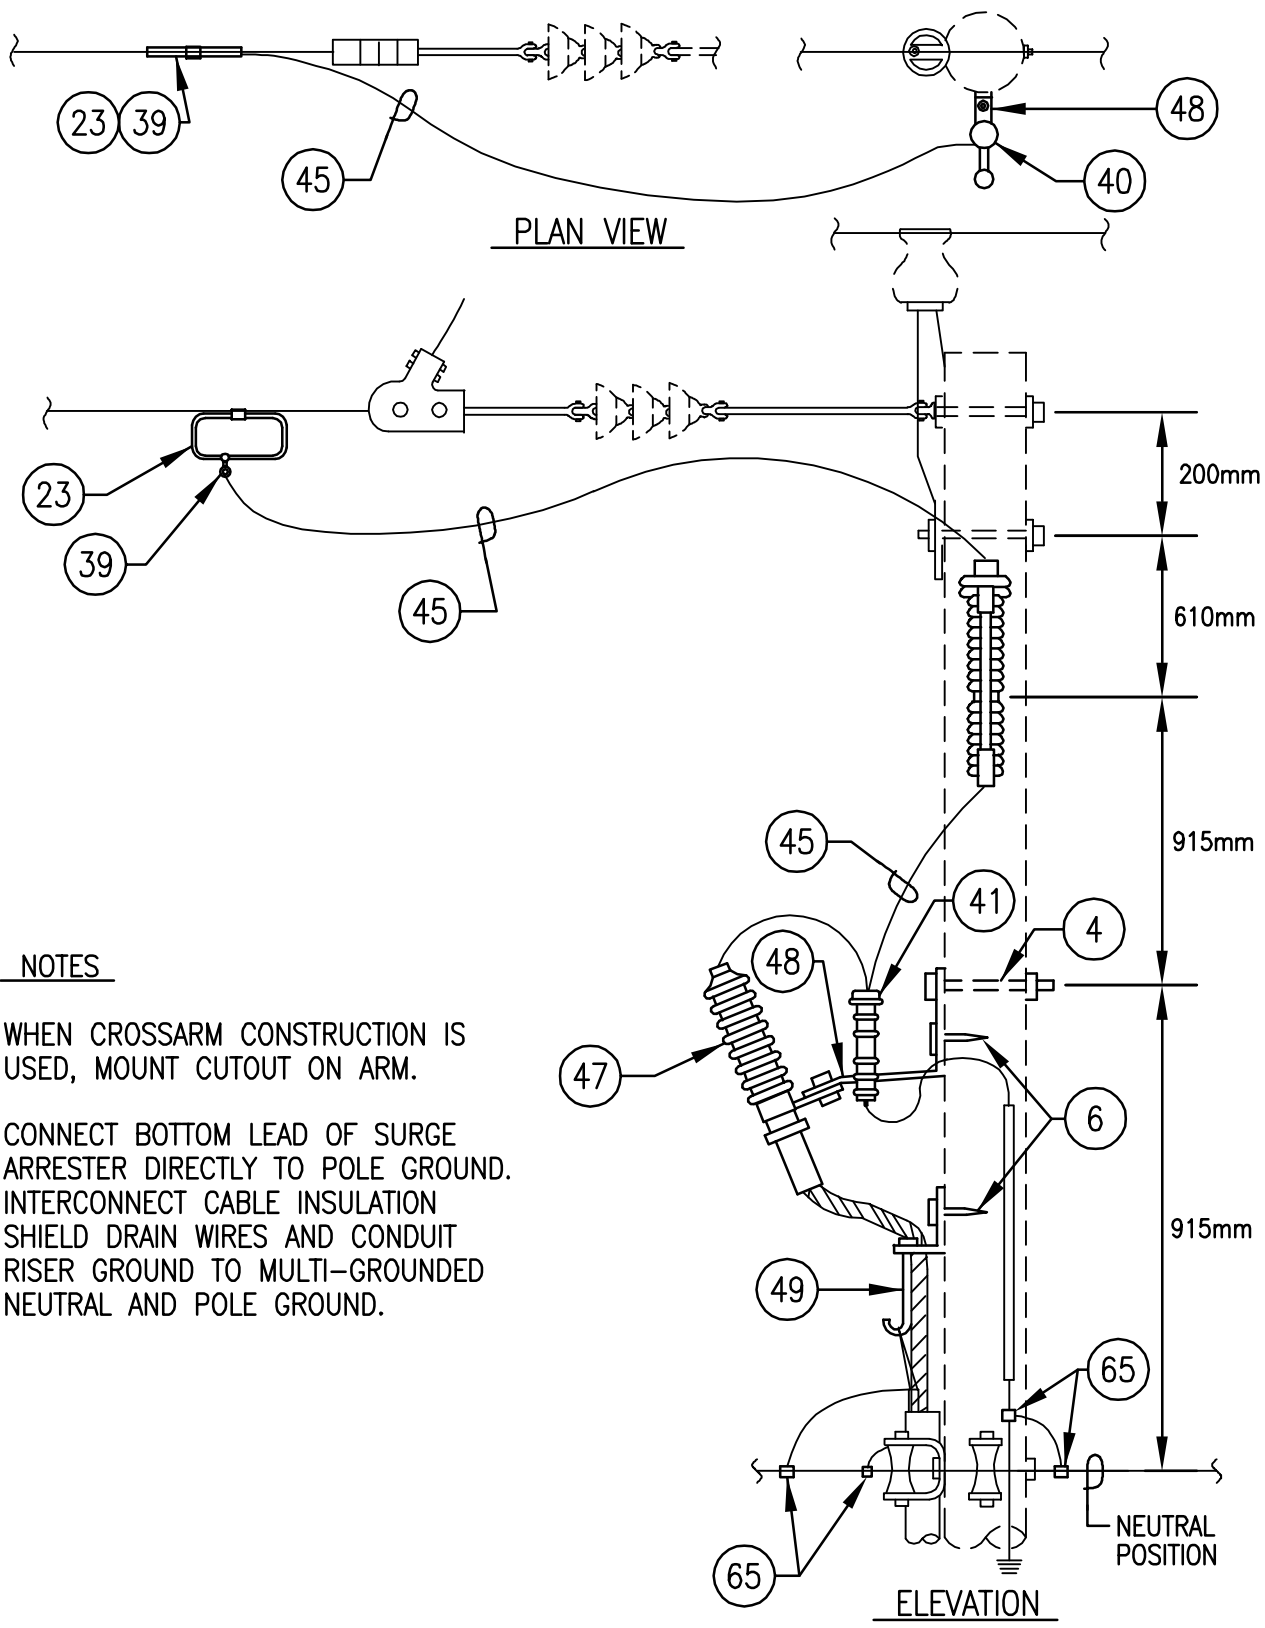 48
23 39
45
40
PLAN VIEW
200mm
23
39
45
610mm
45
915mm
41
4
48
NOTES
WHEN CROSSARM CONSTRUCTION IS
USED, MOUNT CUTOUT ON ARM.
47
6
CONNECT BOTTOM LEAD OF SURGE
ARRESTER DIRECTLY TO POLE GROUND.
INTERCONNECT CABLE INSULATION
SHIELD DRAIN WIRES AND CONDUIT
RISER GROUND TO MULTI-GROUNDED
NEUTRAL AND POLE GROUND.
915mm
49
65
NEUTRAL
POSITION
65
ELEVATION